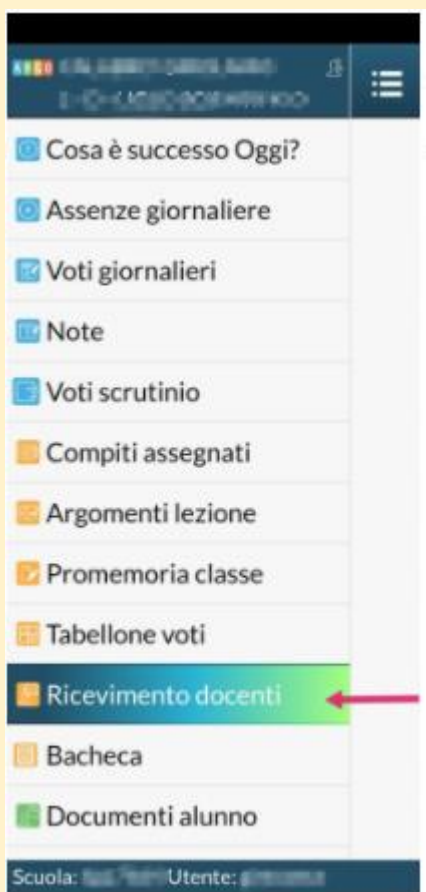 ARGO
Cosa è successo Oggi?
Assenze giornaliere
Voti giornalieri
Note
Voti scrutinio
Compiti assegnati
Argomenti lezione
Promemoria classe
Tabellone voti
Ricevimento docenti
Bacheca
Documenti alunno
Scuola: Utente: